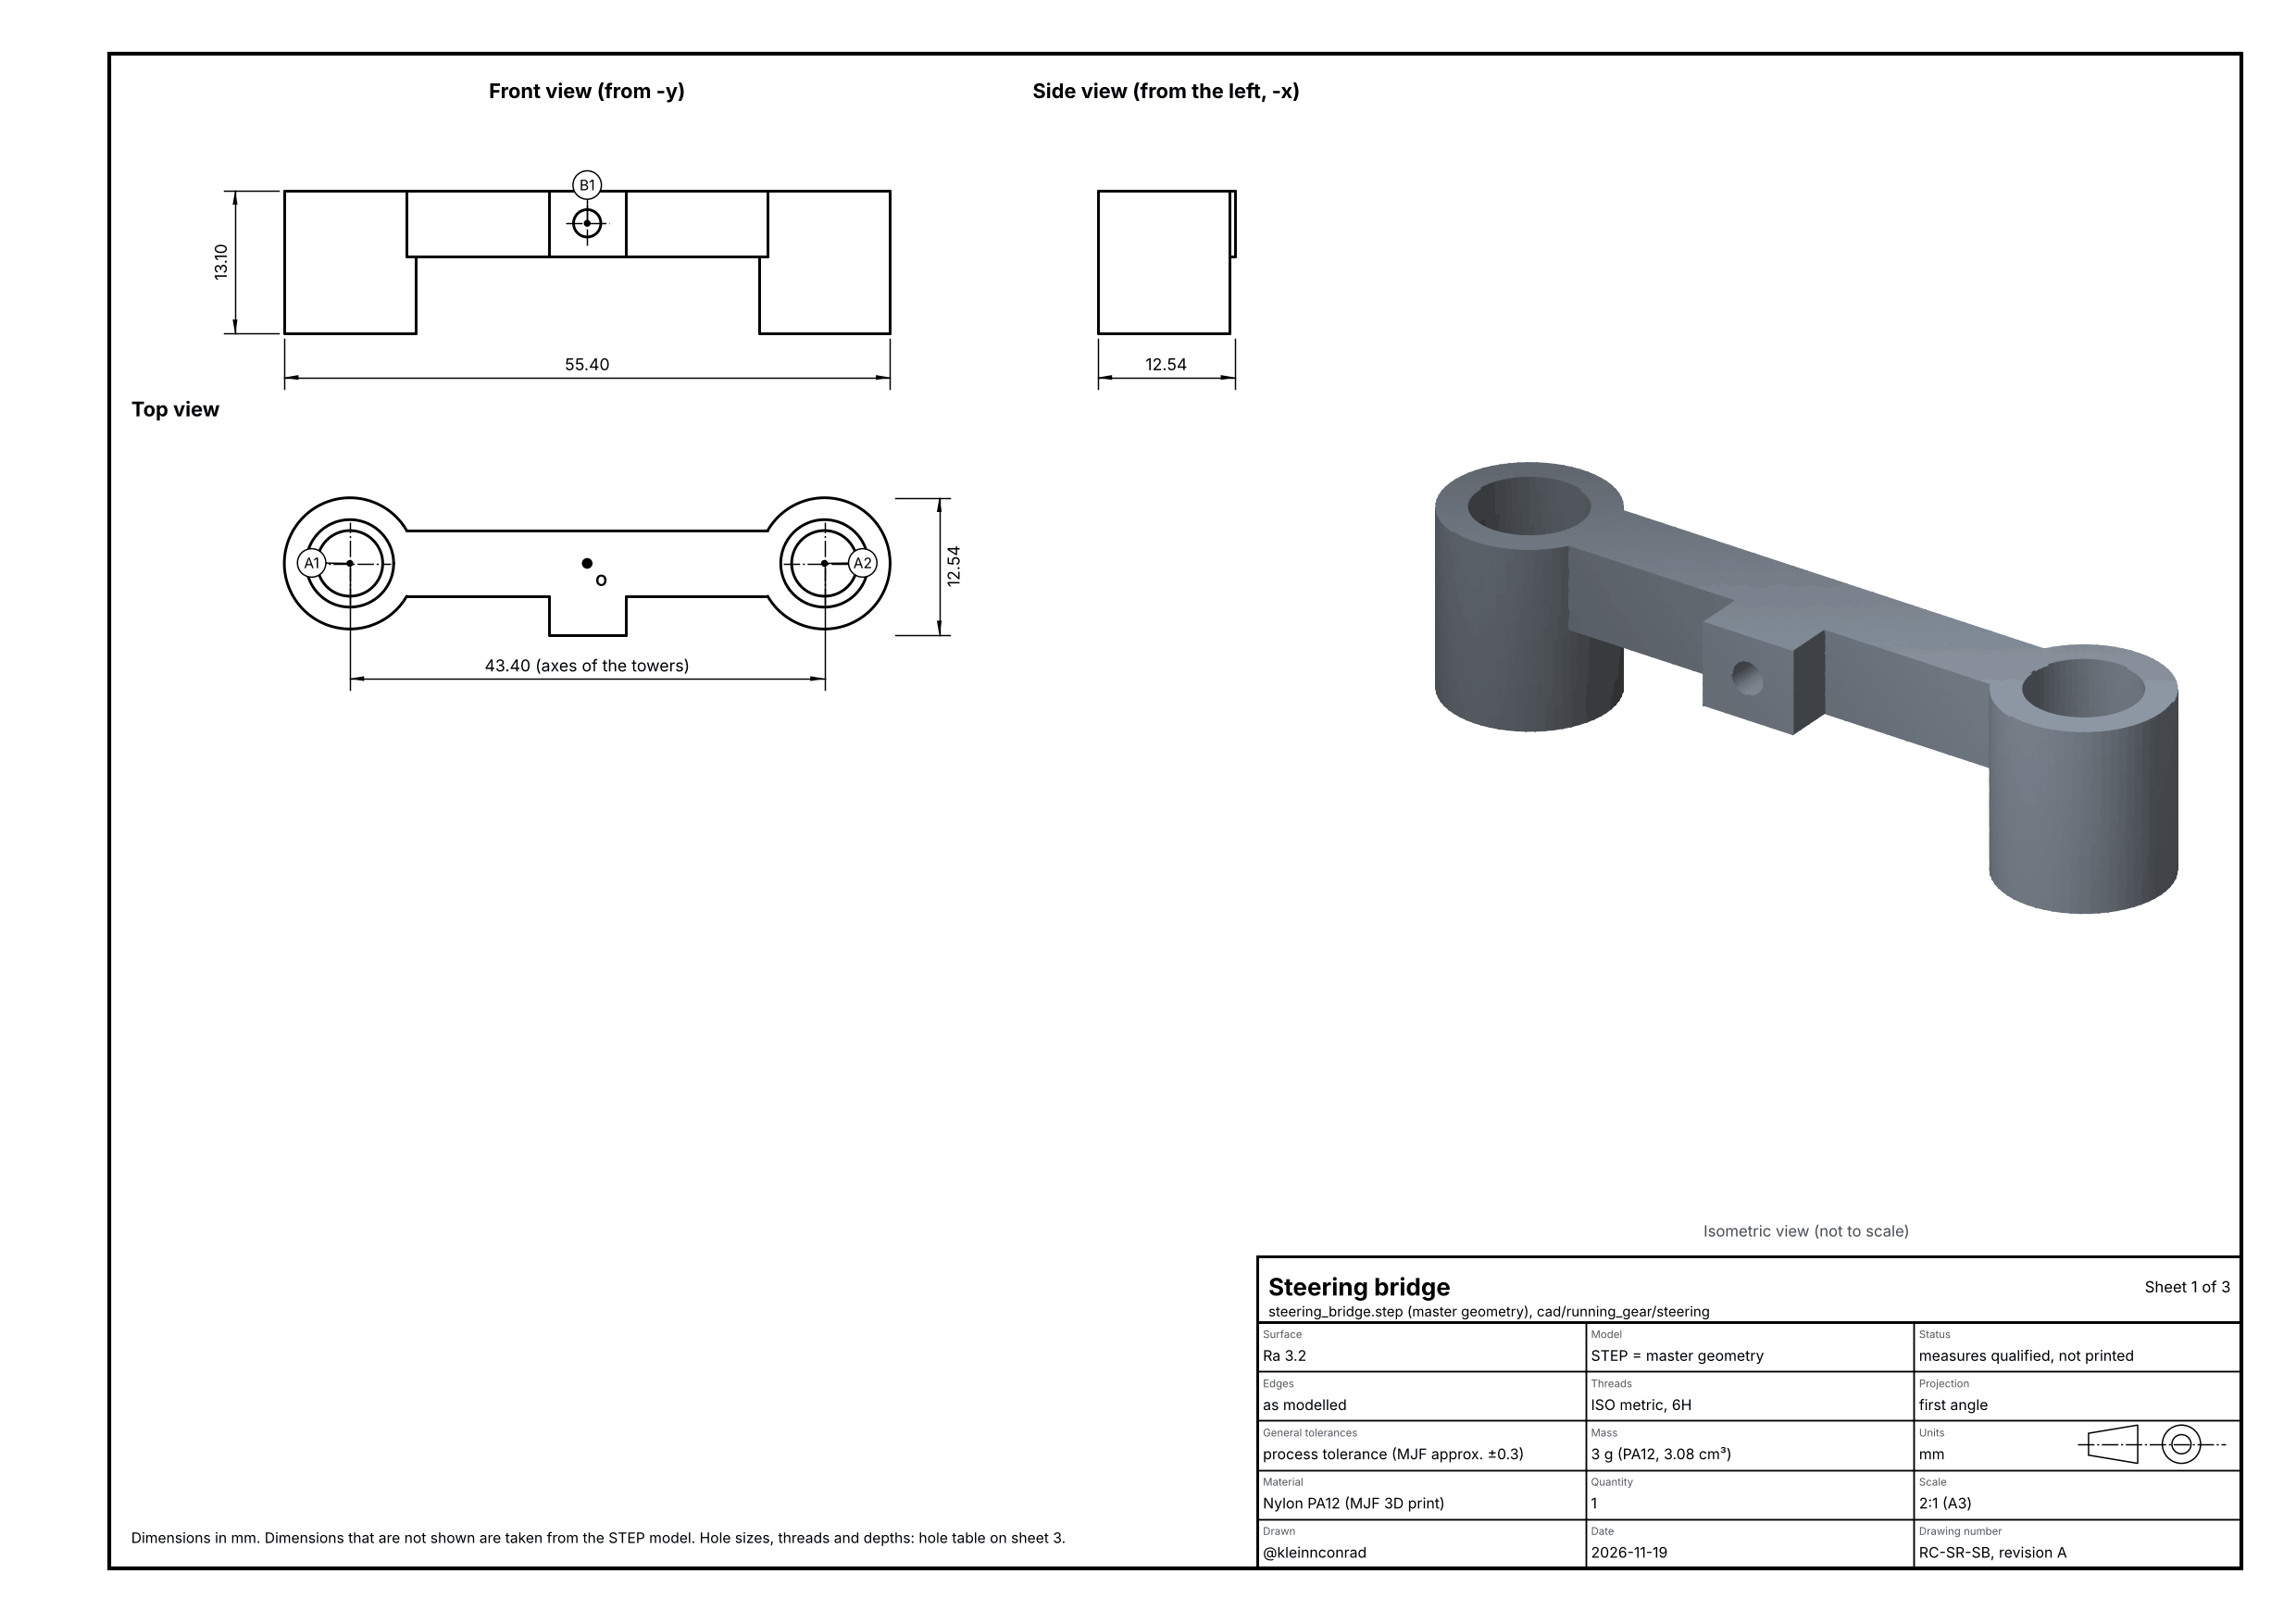 Front view (from -y)
Side view (from the left, -x)
B1
13.10
55.40
12.54
Top view
A1
A2
O
12.54
43.40 (axes of the towers)
Isometric view (not to scale)
Steering bridge
Sheet 1 of 3
steering_bridge.step (master geometry), cad/running_gear/steering
Surface
Model
Status
Ra 3.2
STEP = master geometry
measures qualified, not printed
Edges
Threads
Projection
as modelled
ISO metric, 6H
first angle
General tolerances
Mass
Units
process tolerance (MJF approx. ±0.3)
3 g (PA12, 3.08 cm³)
mm
Material
Quantity
Scale
Nylon PA12 (MJF 3D print)
1
2:1 (A3)
Drawn
Date
Drawing number
@kleinnconrad
2026-11-19
RC-SR-SB, revision A
Dimensions in mm. Dimensions that are not shown are taken from the STEP model. Hole sizes, threads and depths: hole table on sheet 3.